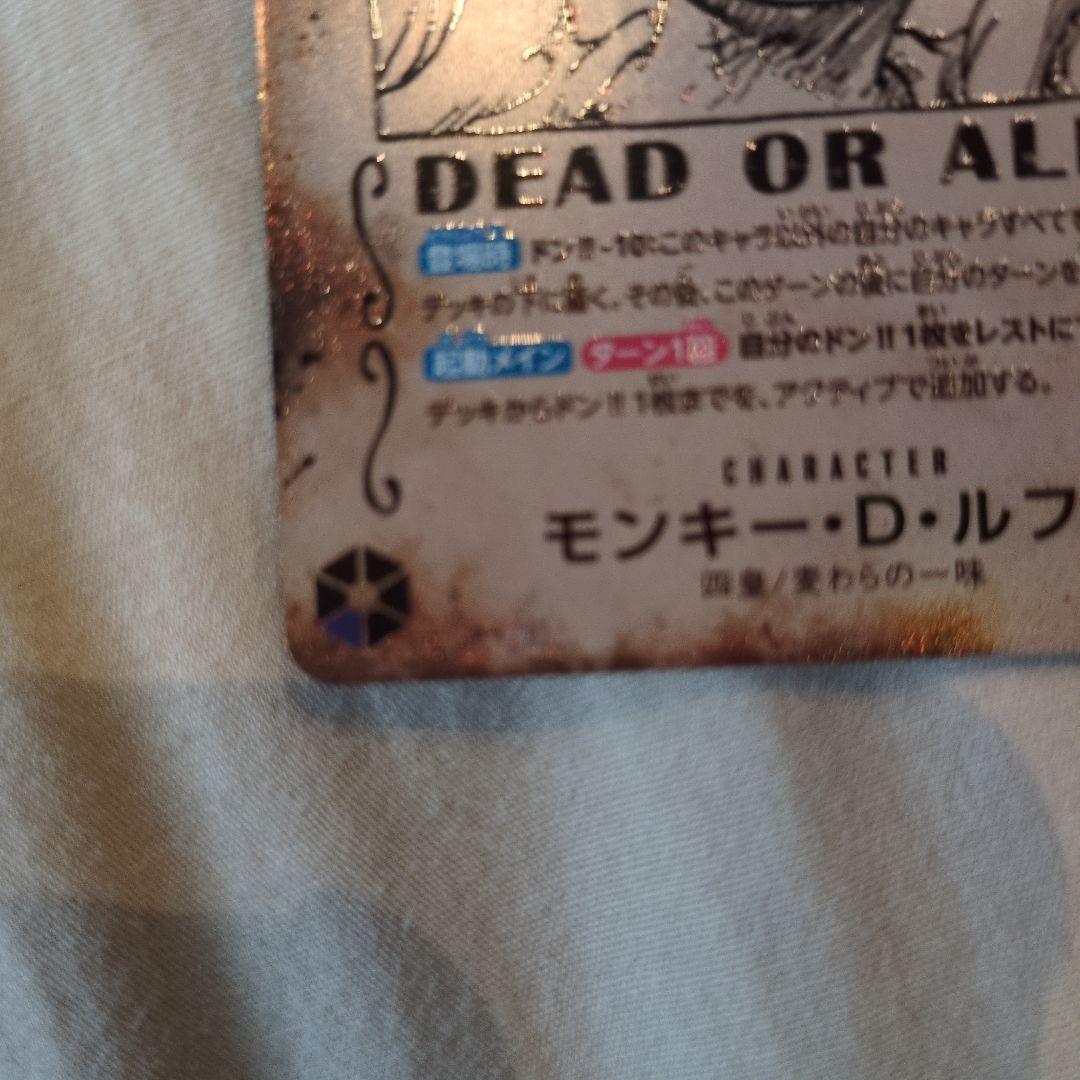 DEAD OR ALI
登場時 ドン!!-10:このキャラ以外の自分のキャラすべてを
デッキの下に置く。その後、このターンの後に自分のターンを
起動メイン ターン1回 自分のドン!!1枚をレストに
デッキからドン!!1枚までを、アクティブで追加する。
CHARACTER
モンキー・D・ルフ
四皇/麦わらの一味